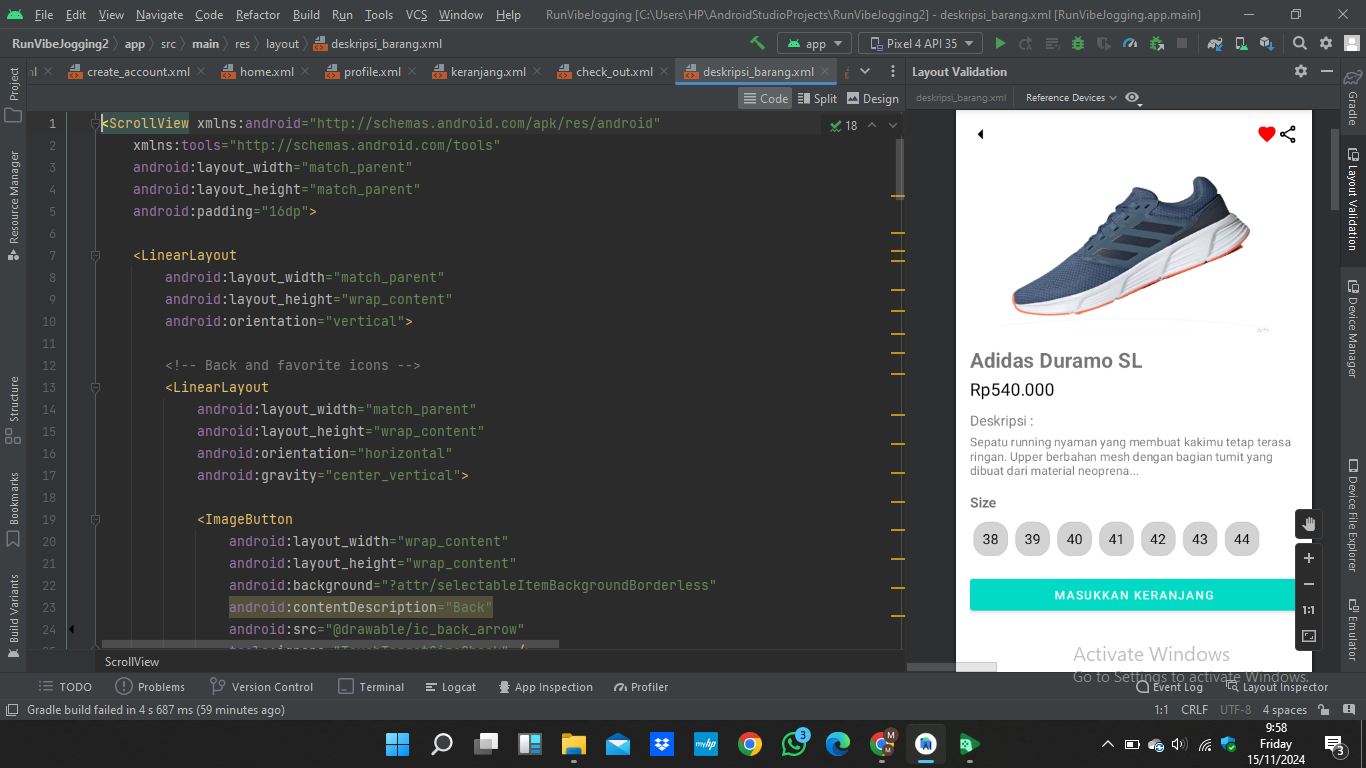 File Edit View Navigate Code Refactor Build Run Tools VCS Window Help RunVibeJogging [C:\Users\HP\AndroidStudioProjects\RunVibeJogging2] - deskripsi_barang.xml [RunVibeJogging.app.main]
RunVibeJogging2 app src main res layout deskripsi_barang.xml
app
Pixel 4 API 35
create_account.xml home.xml profile.xml keranjang.xml check_out.xml deskripsi_barang.xml
Layout Validation
Code Split Design
deskripsi_barang.xml Reference Devices
Project
Resource Manager
Structure
Bookmarks
Build Variants
18
1 <ScrollView xmlns:android="http://schemas.android.com/apk/res/android"
2 xmlns:tools="http://schemas.android.com/tools"
3 android:layout_width="match_parent"
4 android:layout_height="match_parent"
5 android:padding="16dp">
6
7 <LinearLayout
8 android:layout_width="match_parent"
9 android:layout_height="wrap_content"
10 android:orientation="vertical">
11
12 <!-- Back and favorite icons -->
13 <LinearLayout
14 android:layout_width="match_parent"
15 android:layout_height="wrap_content"
16 android:orientation="horizontal"
17 android:gravity="center_vertical">
18
19 <ImageButton
20 android:layout_width="wrap_content"
21 android:layout_height="wrap_content"
22 android:background="?attr/selectableItemBackgroundBorderless"
23 android:contentDescription="Back"
24 android:src="@drawable/ic_back_arrow"
ScrollView
Adidas Duramo SL
Rp540.000
Deskripsi :
Sepatu running nyaman yang membuat kakimu tetap terasa
ringan. Upper berbahan mesh dengan bagian tumit yang
dibuat dari material neoprena...
Size
38 39 40 41 42 43 44
MASUKKAN KERANJANG
1:1
Activate Windows
Go to Settings to activate Windows.
Gradle
Layout Validation
Device Manager
Device File Explorer
Emulator
TODO Problems Version Control Terminal Logcat App Inspection Profiler Event Log Layout Inspector
Gradle build failed in 4 s 687 ms (59 minutes ago) 1:1 CRLF UTF-8 4 spaces
3
M
M
9:58
Friday
15/11/2024
3